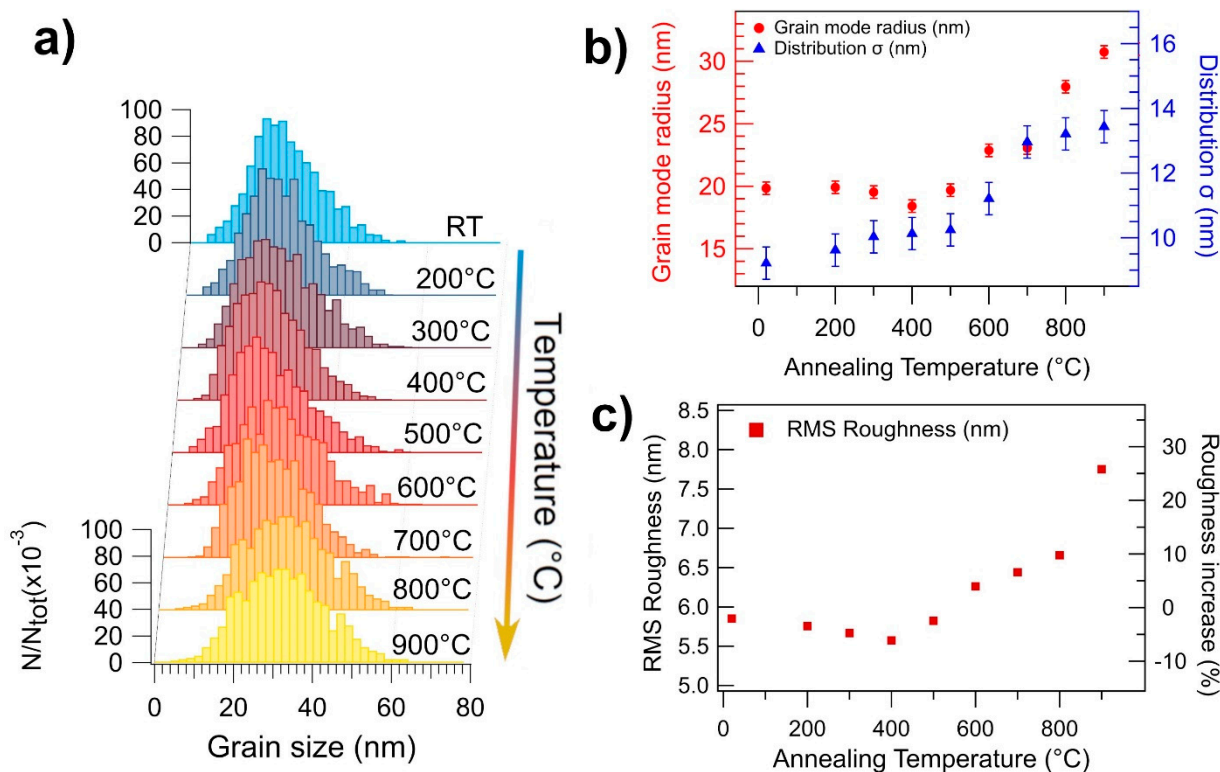 a)
100
80
60
40
20
0
RT
200°C
300°C
400°C
500°C
600°C
700°C
800°C
900°C
Temperature (°C)
100
80
60
40
20
0
N/Ntot(x10⁻³)
0 20 40 60 80
Grain size (nm)
b)
Grain mode radius (nm)
Distribution σ (nm)
Grain mode radius (nm)
30
25
20
15
16
14
12
10
Distribution σ (nm)
0 200 400 600 800
Annealing Temperature (°C)
c)
RMS Roughness (nm)
RMS Roughness (nm)
8.5
8.0
7.5
7.0
6.5
6.0
5.5
5.0
30
20
10
0
-10
Roughness increase (%)
0 200 400 600 800
Annealing Temperature (°C)